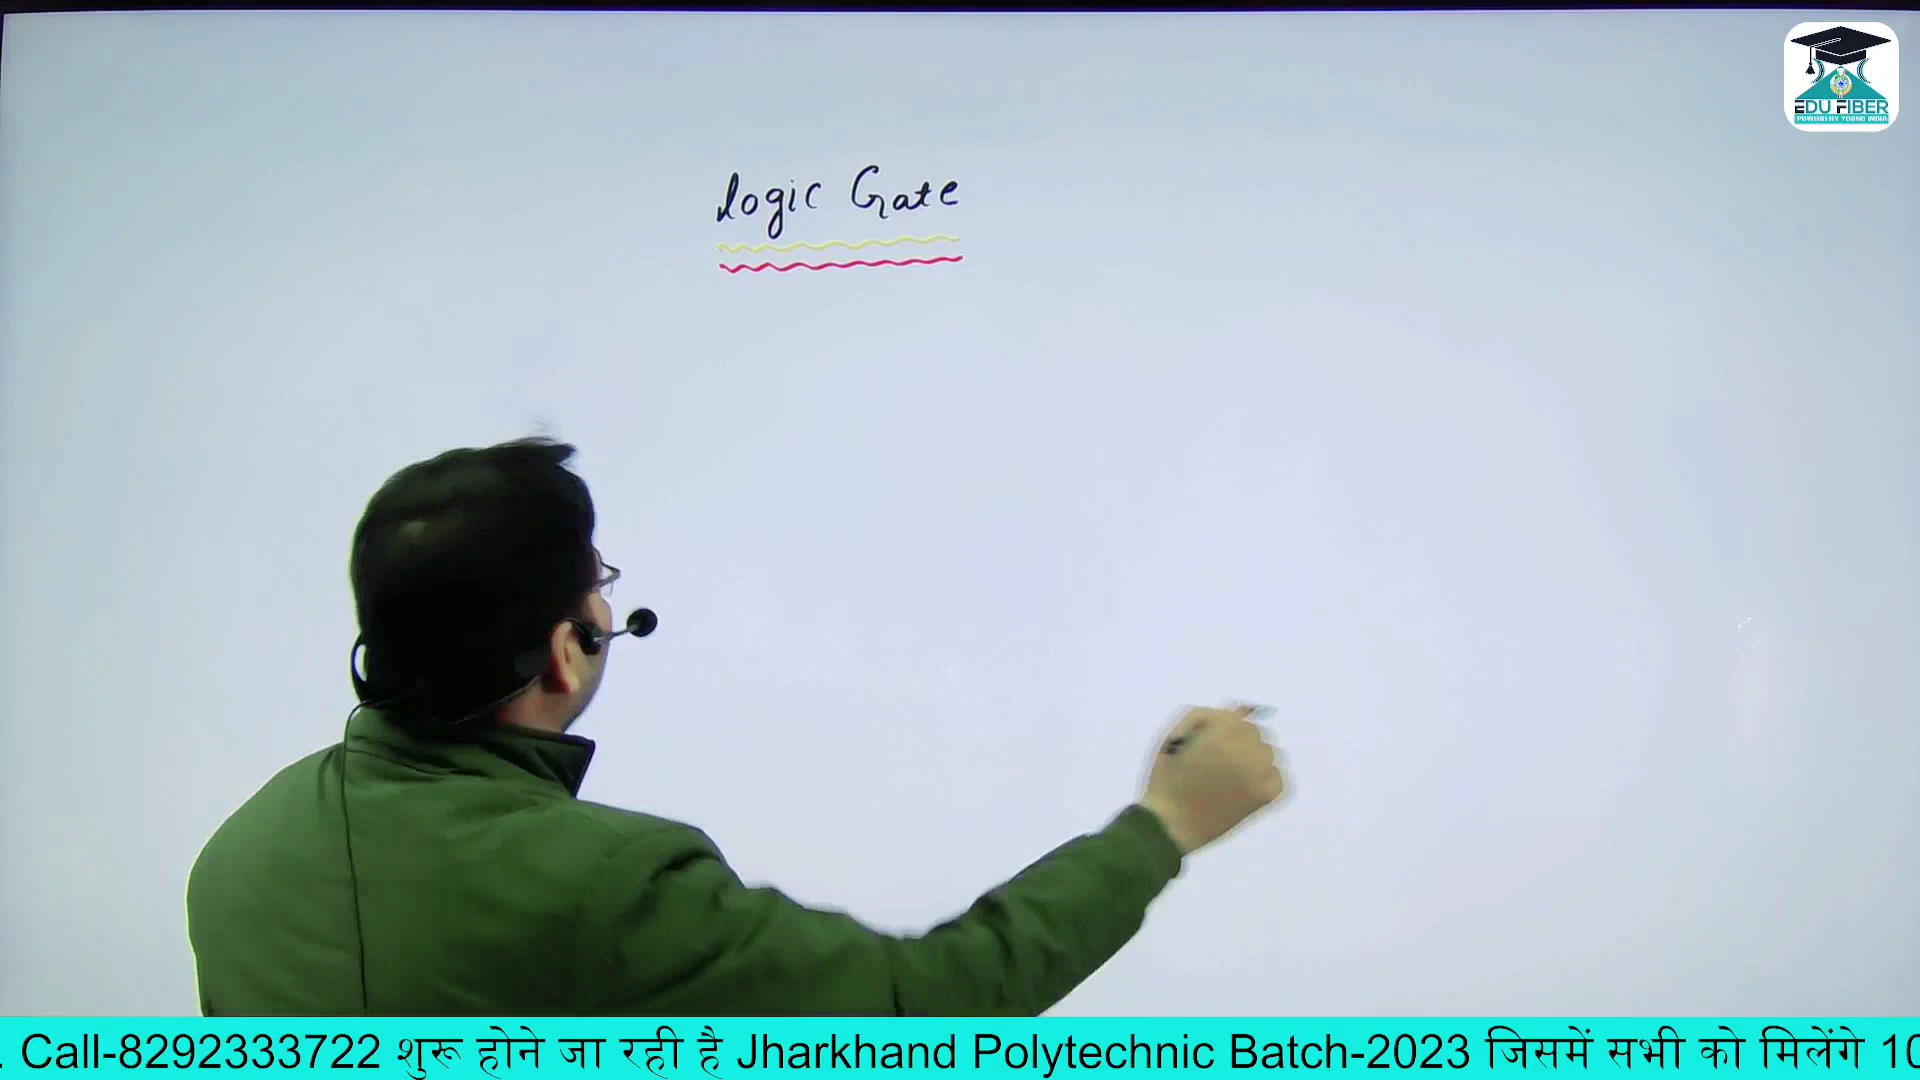 EDU FIBER
POWERED BY YOUNG INDIA
logic Gate
. Call-8292333722 शुरू होने जा रही है Jharkhand Polytechnic Batch-2023 जिसमें सभी को मिलेंगे 10